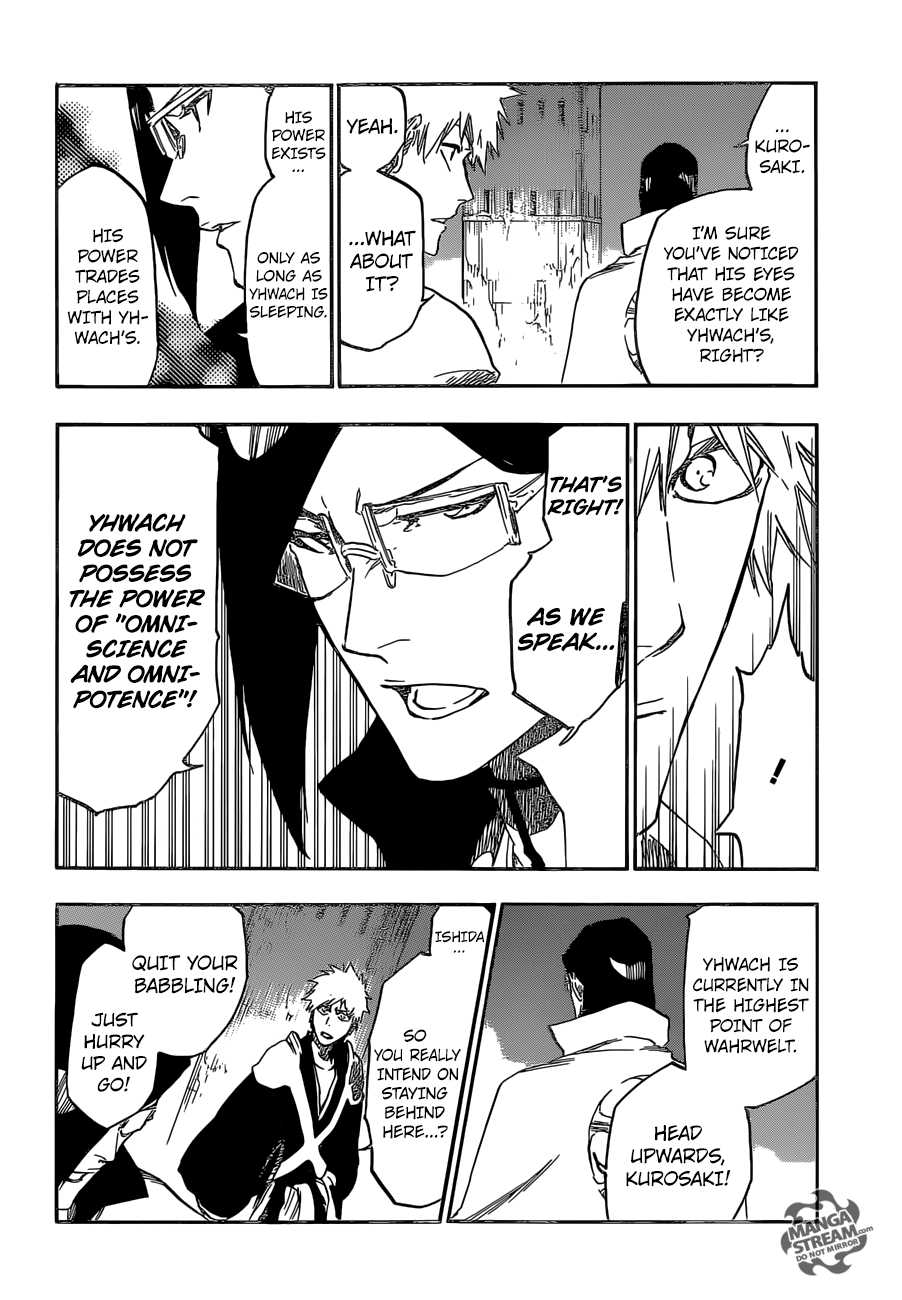 ...
KURO-
SAKI.
I'M SURE
YOU'VE NOTICED
THAT HIS EYES
HAVE BECOME
EXACTLY LIKE
YHWACH'S,
RIGHT?
YEAH.
...WHAT
ABOUT
IT?
HIS
POWER
EXISTS
...
ONLY AS
LONG AS
YHWACH IS
SLEEPING.
HIS
POWER
TRADES
PLACES
WITH YH-
WACH'S.
!
THAT'S
RIGHT!
AS WE
SPEAK...
YHWACH
DOES NOT
POSSESS
THE POWER
OF "OMNI-
SCIENCE
AND OMNI-
POTENCE"!
YHWACH IS
CURRENTLY IN
THE HIGHEST
POINT OF
WAHRWELT.
HEAD
UPWARDS,
KUROSAKI!
ISHIDA
...
SO
YOU REALLY
INTEND ON
STAYING
BEHIND
HERE...?
QUIT YOUR
BABBLING!
JUST
HURRY
UP AND
GO!
MANGA
STREAM.com
DO NOT MIRROR